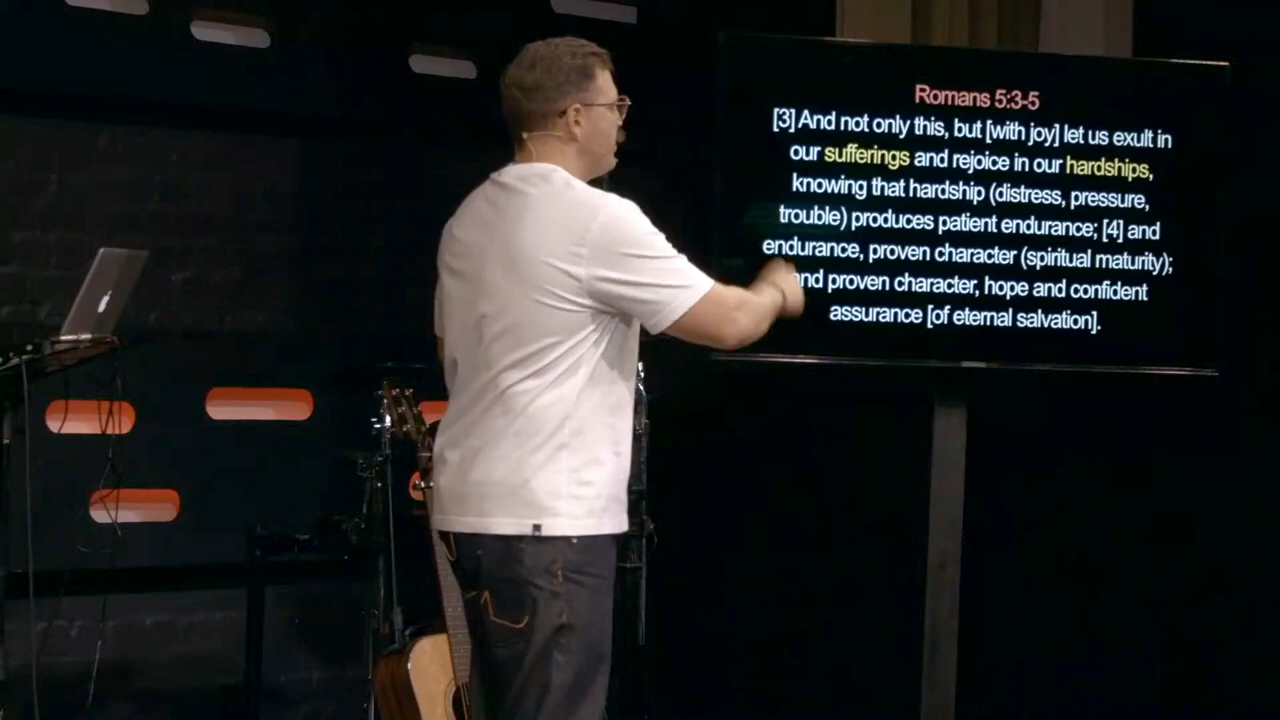 Romans 5:3-5
[3] And not only this, but [with joy] let us exult in
our sufferings and rejoice in our hardships,
knowing that hardship (distress, pressure,
trouble) produces patient endurance; [4] and
endurance, proven character (spiritual maturity);
and proven character, hope and confident
assurance [of eternal salvation].